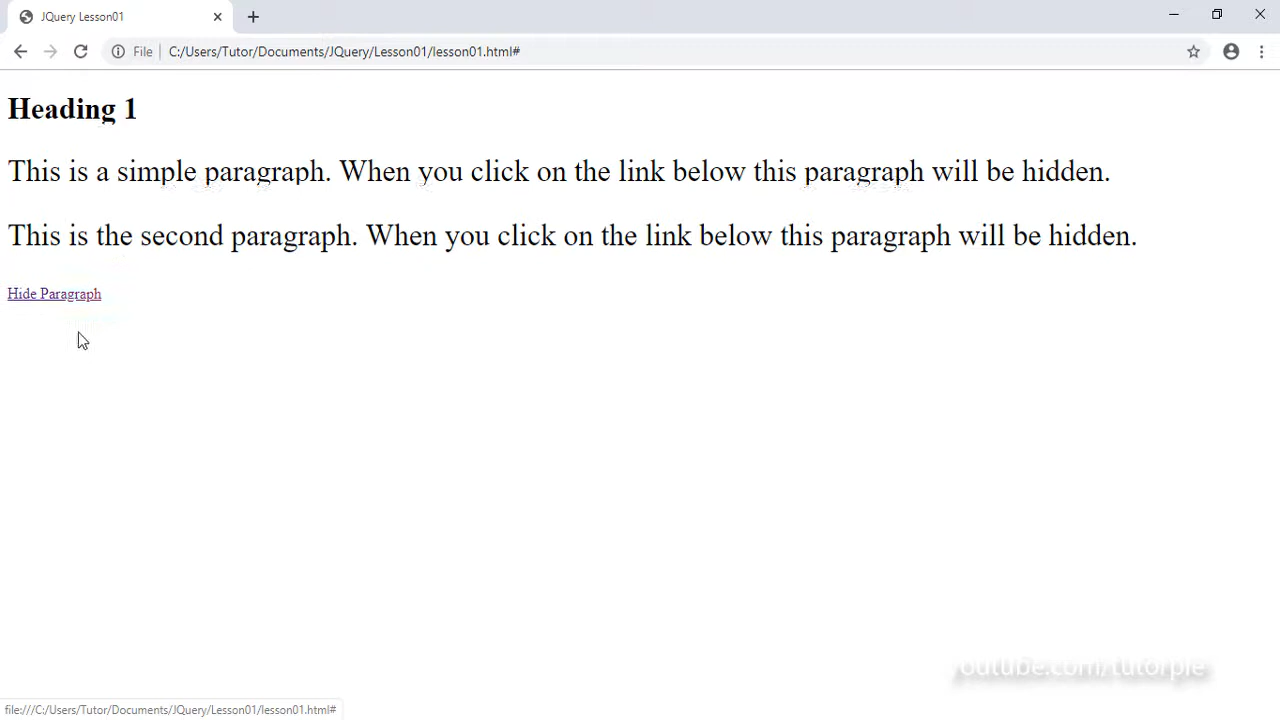 JQuery Lesson01
File C:/Users/Tutor/Documents/JQuery/Lesson01/lesson01.html#
Heading 1
This is a simple paragraph. When you click on the link below this paragraph will be hidden.
This is the second paragraph. When you click on the link below this paragraph will be hidden.
Hide Paragraph
youtube.com/tutorpie
file:///C:/Users/Tutor/Documents/JQuery/Lesson01/lesson01.html#